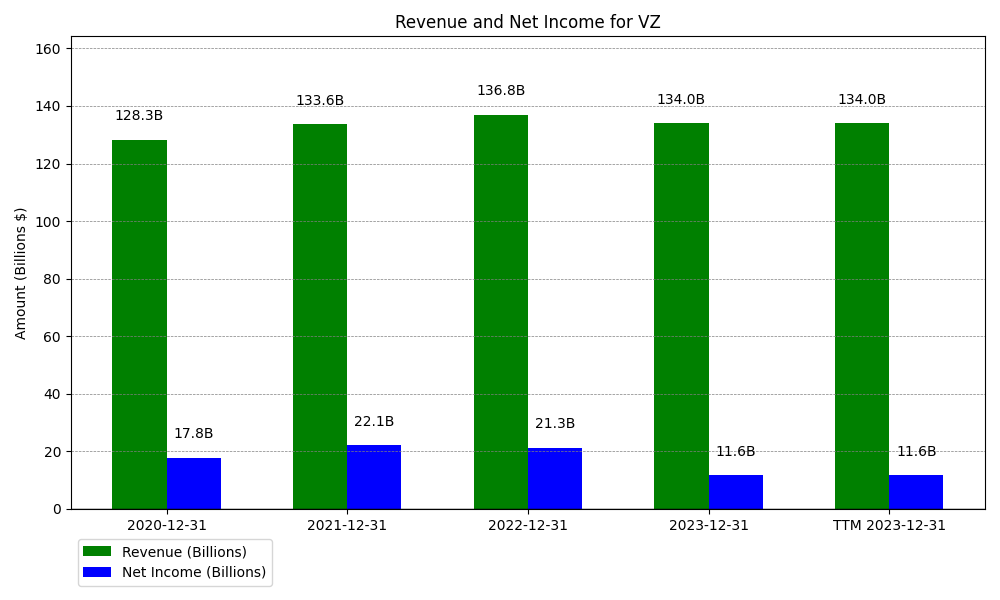 Revenue and Net Income for VZ
Amount (Billions $)
160
140
120
100
80
60
40
20
0
128.3B
133.6B
136.8B
134.0B
134.0B
17.8B
22.1B
21.3B
11.6B
11.6B
2020-12-31
2021-12-31
2022-12-31
2023-12-31
TTM 2023-12-31
Revenue (Billions)
Net Income (Billions)